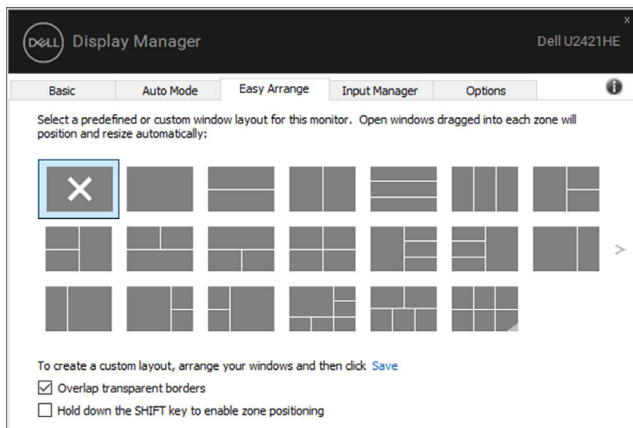 x
DELL Display Manager Dell U2421HE
Basic Auto Mode Easy Arrange Input Manager Options
Select a predefined or custom window layout for this monitor. Open windows dragged into each zone will
position and resize automatically:
To create a custom layout, arrange your windows and then click Save
Overlap transparent borders
Hold down the SHIFT key to enable zone positioning